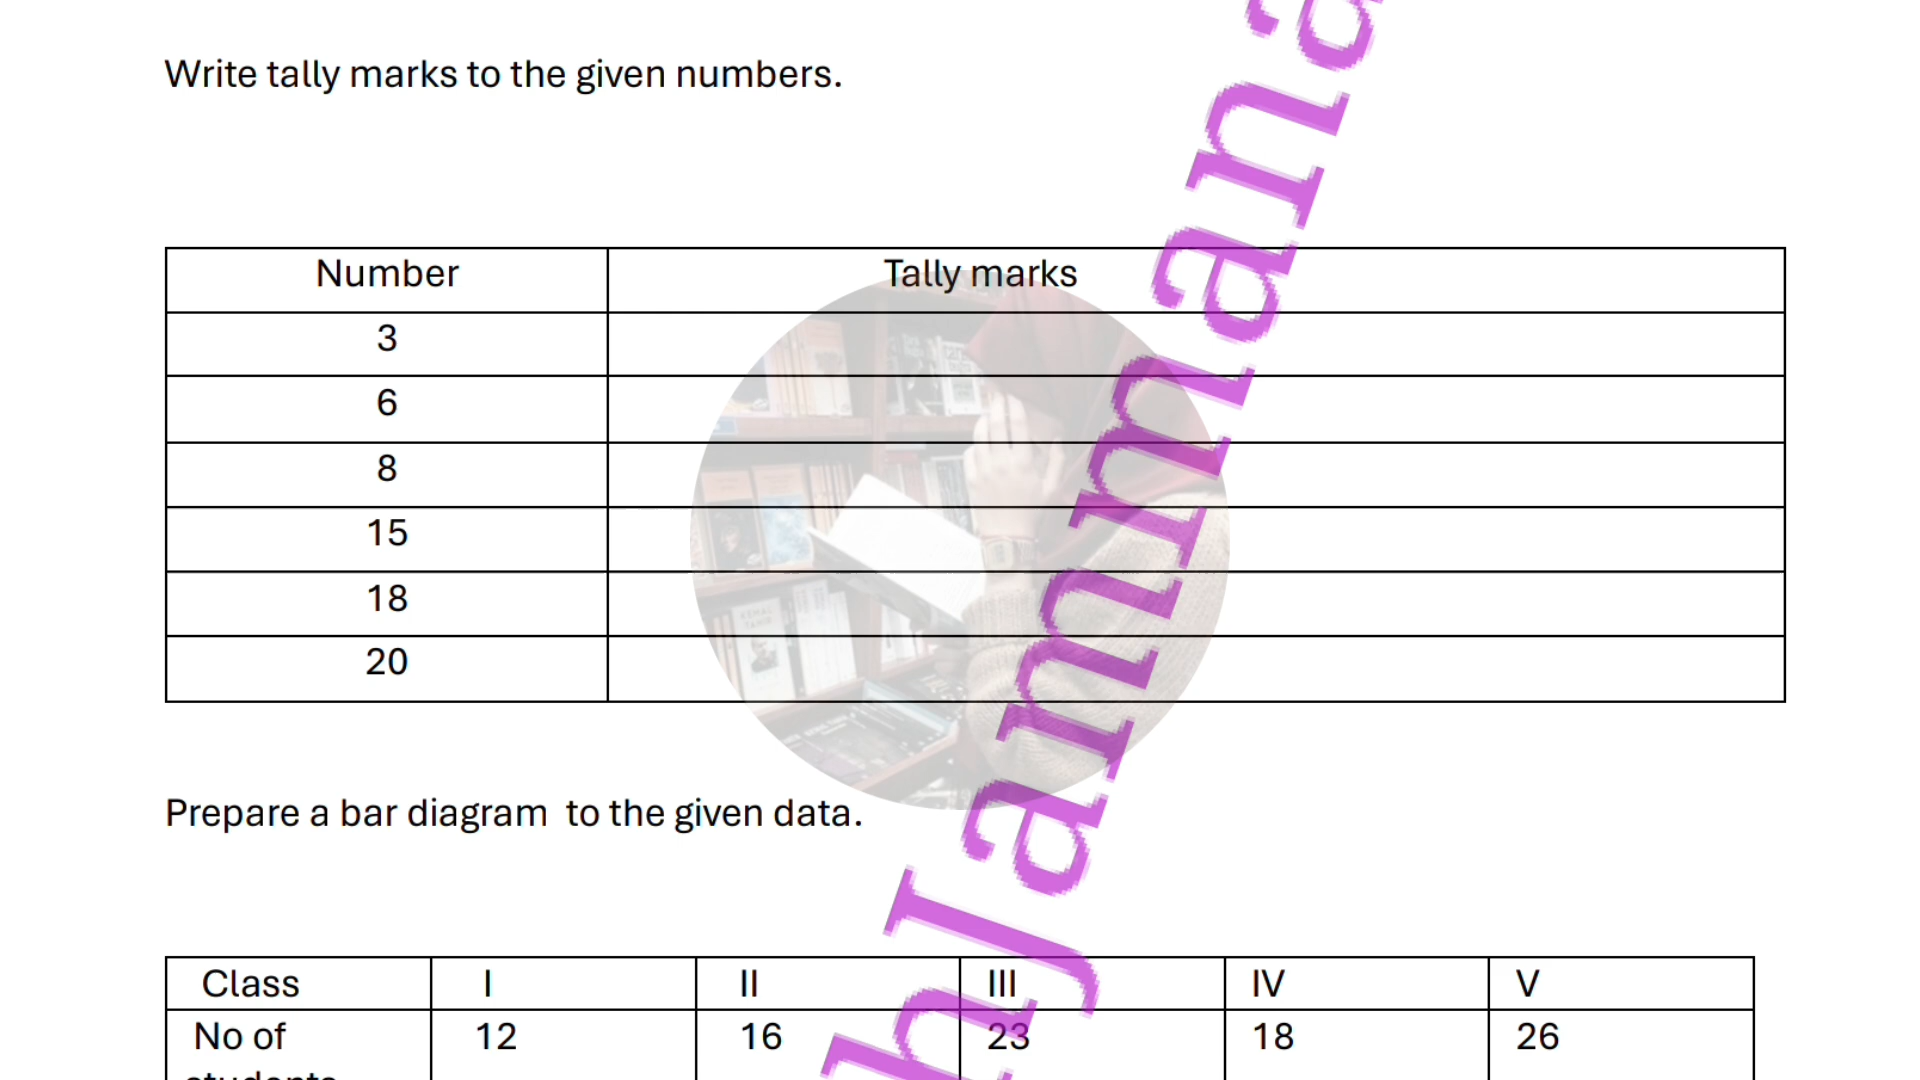 Write tally marks to the given numbers.
Number Tally marks
3
6
8
15
18
20
Prepare a bar diagram to the given data.
Class I II III IV V
No of 12 16 23 18 26
students